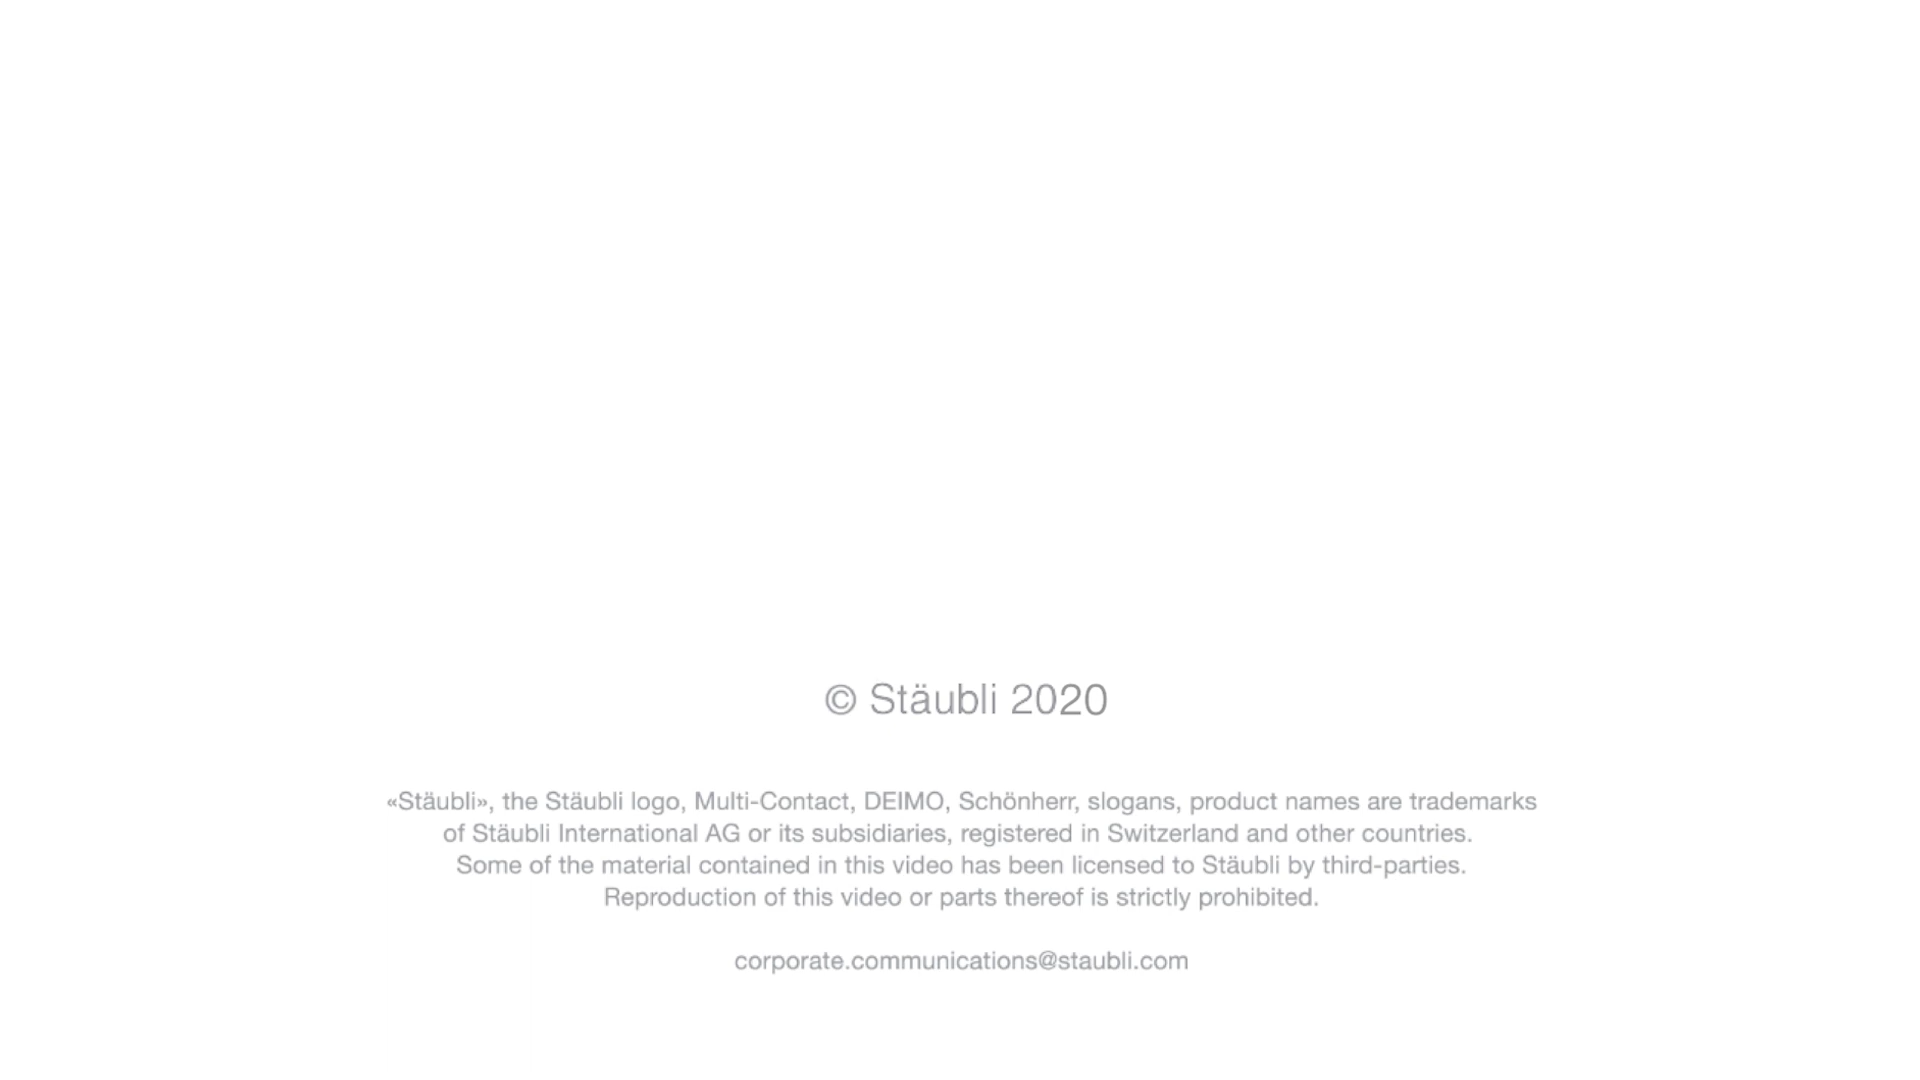 © Stäubli 2020
«Stäubli», the Stäubli logo, Multi-Contact, DEIMO, Schönherr, slogans, product names are trademarks
of Stäubli International AG or its subsidiaries, registered in Switzerland and other countries.
Some of the material contained in this video has been licensed to Stäubli by third-parties.
Reproduction of this video or parts thereof is strictly prohibited.
corporate.communications@staubli.com